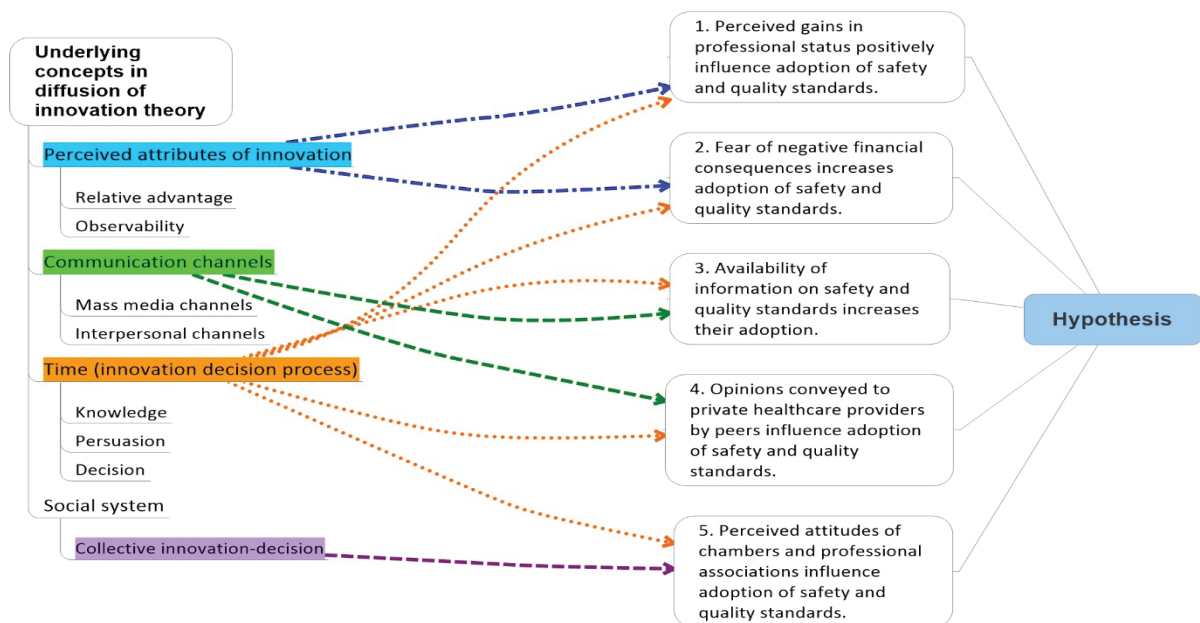 Underlying
concepts in
diffusion of
innovation theory
Perceived attributes of innovation
Relative advantage
Observability
Communication channels
Mass media channels
Interpersonal channels
Time (innovation decision process)
Knowledge
Persuasion
Decision
Social system
Collective innovation-decision
1. Perceived gains in
professional status positively
influence adoption of safety
and quality standards.
2. Fear of negative financial
consequences increases
adoption of safety and
quality standards.
3. Availability of
information on safety and
quality standards increases
their adoption.
4. Opinions conveyed to
private healthcare providers
by peers influence adoption
of safety and quality
standards.
5. Perceived attitudes of
chambers and professional
associations influence
adoption of safety and
quality standards.
Hypothesis